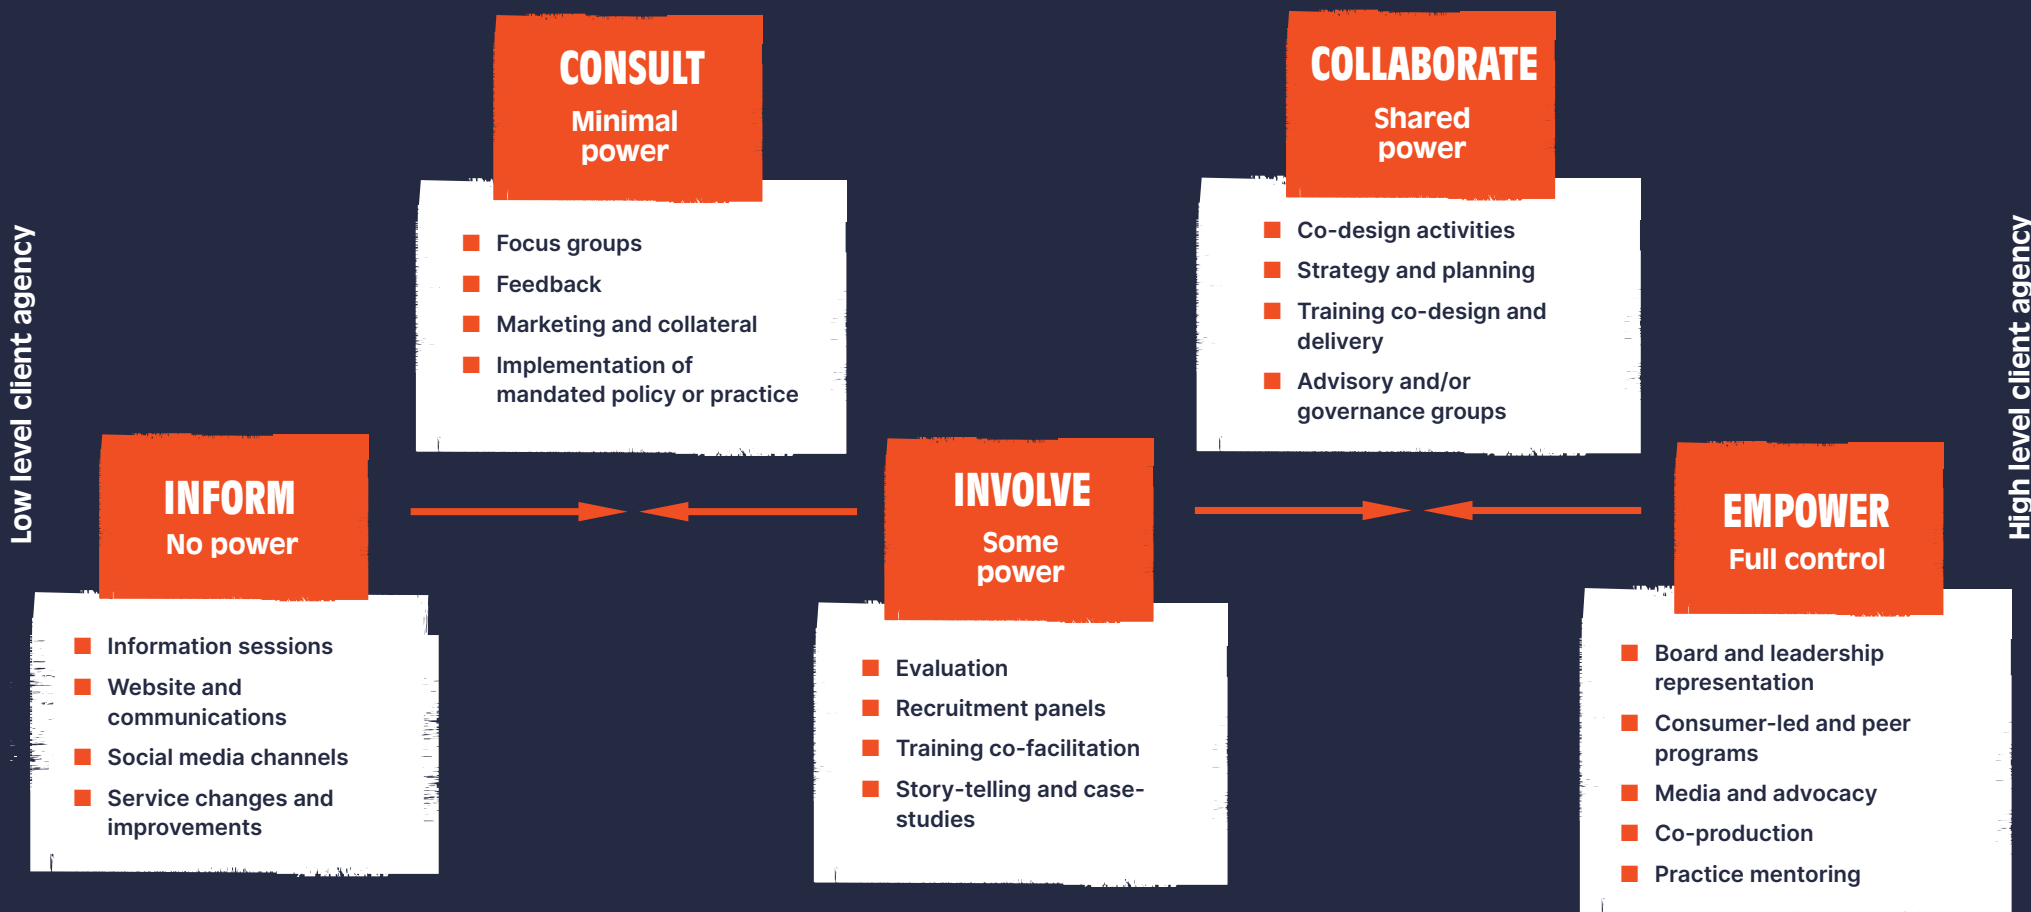 Low level client agency
INFORM
No power
Information sessions
Website and
communications
Social media channels
Service changes and
improvements
CONSULT
Minimal
power
Focus groups
Feedback
Marketing and collateral
Implementation of
mandated policy or practice
INVOLVE
Some
power
Evaluation
Recruitment panels
Training co-facilitation
Story-telling and case-
studies
COLLABORATE
Shared
power
Co-design activities
Strategy and planning
Training co-design and
delivery
Advisory and/or
governance groups
EMPOWER
Full control
Board and leadership
representation
Consumer-led and peer
programs
Media and advocacy
Co-production
Practice mentoring
High level client agency